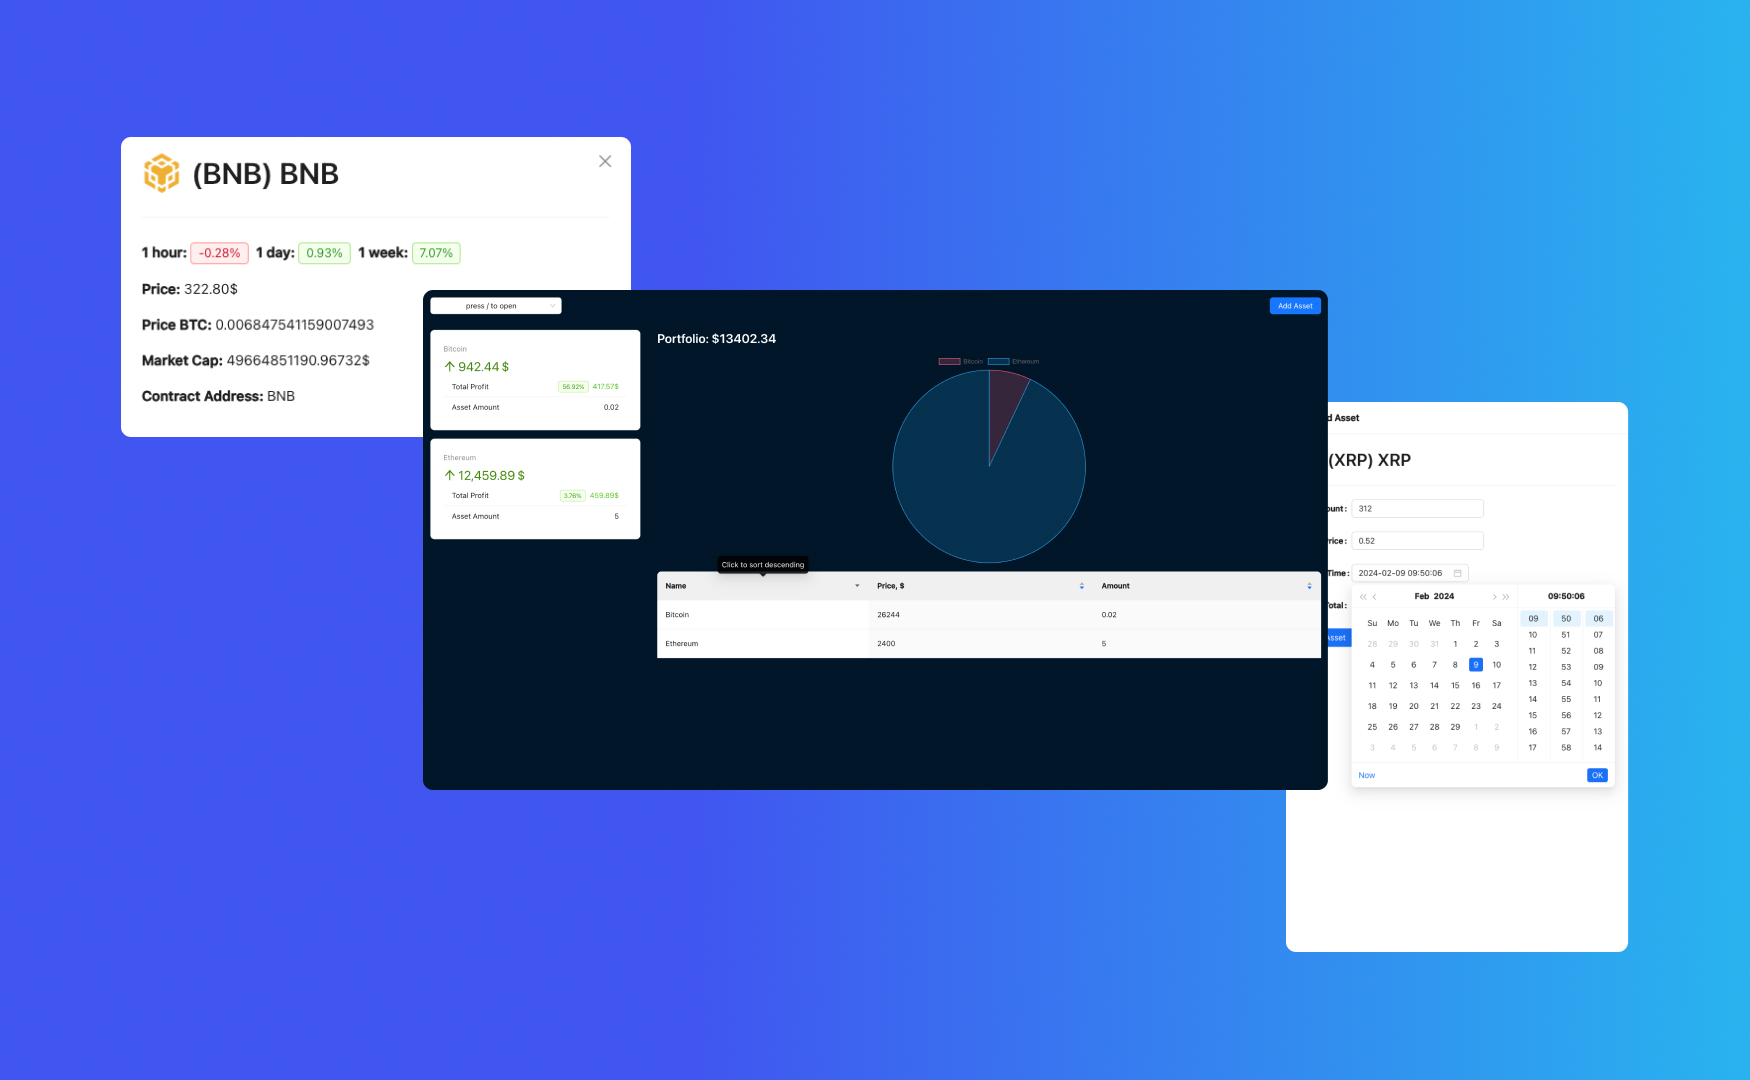 (BNB) BNB
1 hour: -0.28% 1 day: 0.93% 1 week: 7.07%
Price: 322.80$
Price BTC: 0.006847541159007493
Market Cap: 49664851190.96732$
Contract Address: BNB
press / to open
Add Asset
Bitcoin
942.44 $
Total Profit 56.92% 417.57$
Asset Amount 0.02
Ethereum
12,459.89 $
Total Profit 3.76% 459.89$
Asset Amount 5
Portfolio: $13402.34
Bitcoin Ethereum
Click to sort descending
Name Price, $ Amount
Bitcoin 26244 0.02
Ethereum 2400 5
d Asset
(XRP) XRP
ount: 312
rice: 0.52
Time: 2024-02-09 09:50:06
otal:
sset
Feb 2024 09:50:06
Su Mo Tu We Th Fr Sa
28 29 30 31 1 2 3
4 5 6 7 8 9 10
11 12 13 14 15 16 17
18 19 20 21 22 23 24
25 26 27 28 29 1 2
3 4 5 6 7 8 9
09 50 06
10 51 07
11 52 08
12 53 09
13 54 10
14 55 11
15 56 12
16 57 13
17 58 14
Now OK